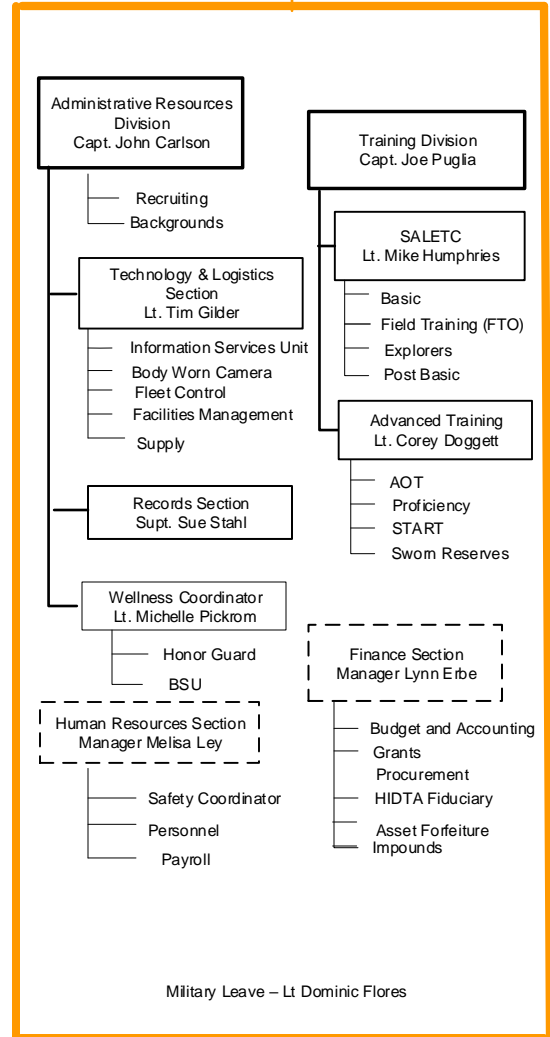 Administrative Resources
Division
Capt. John Carlson
Recruiting
Backgrounds
Technology & Logistics
Section
Lt. Tim Gilder
Information Services Unit
Body Worn Camera
Fleet Control
Facilities Management
Supply
Records Section
Supt. Sue Stahl
Wellness Coordinator
Lt. Michelle Pickrom
Honor Guard
BSU
Human Resources Section
Manager Melisa Ley
Safety Coordinator
Personnel
Payroll
Training Division
Capt. Joe Puglia
SALETC
Lt. Mike Humphries
Basic
Field Training (FTO)
Explorers
Post Basic
Advanced Training
Lt. Corey Doggett
AOT
Proficiency
START
Sworn Reserves
Finance Section
Manager Lynn Erbe
Budget and Accounting
Grants
Procurement
HIDTA Fiduciary
Asset Forfeiture
Impounds
Military Leave – Lt Dominic Flores